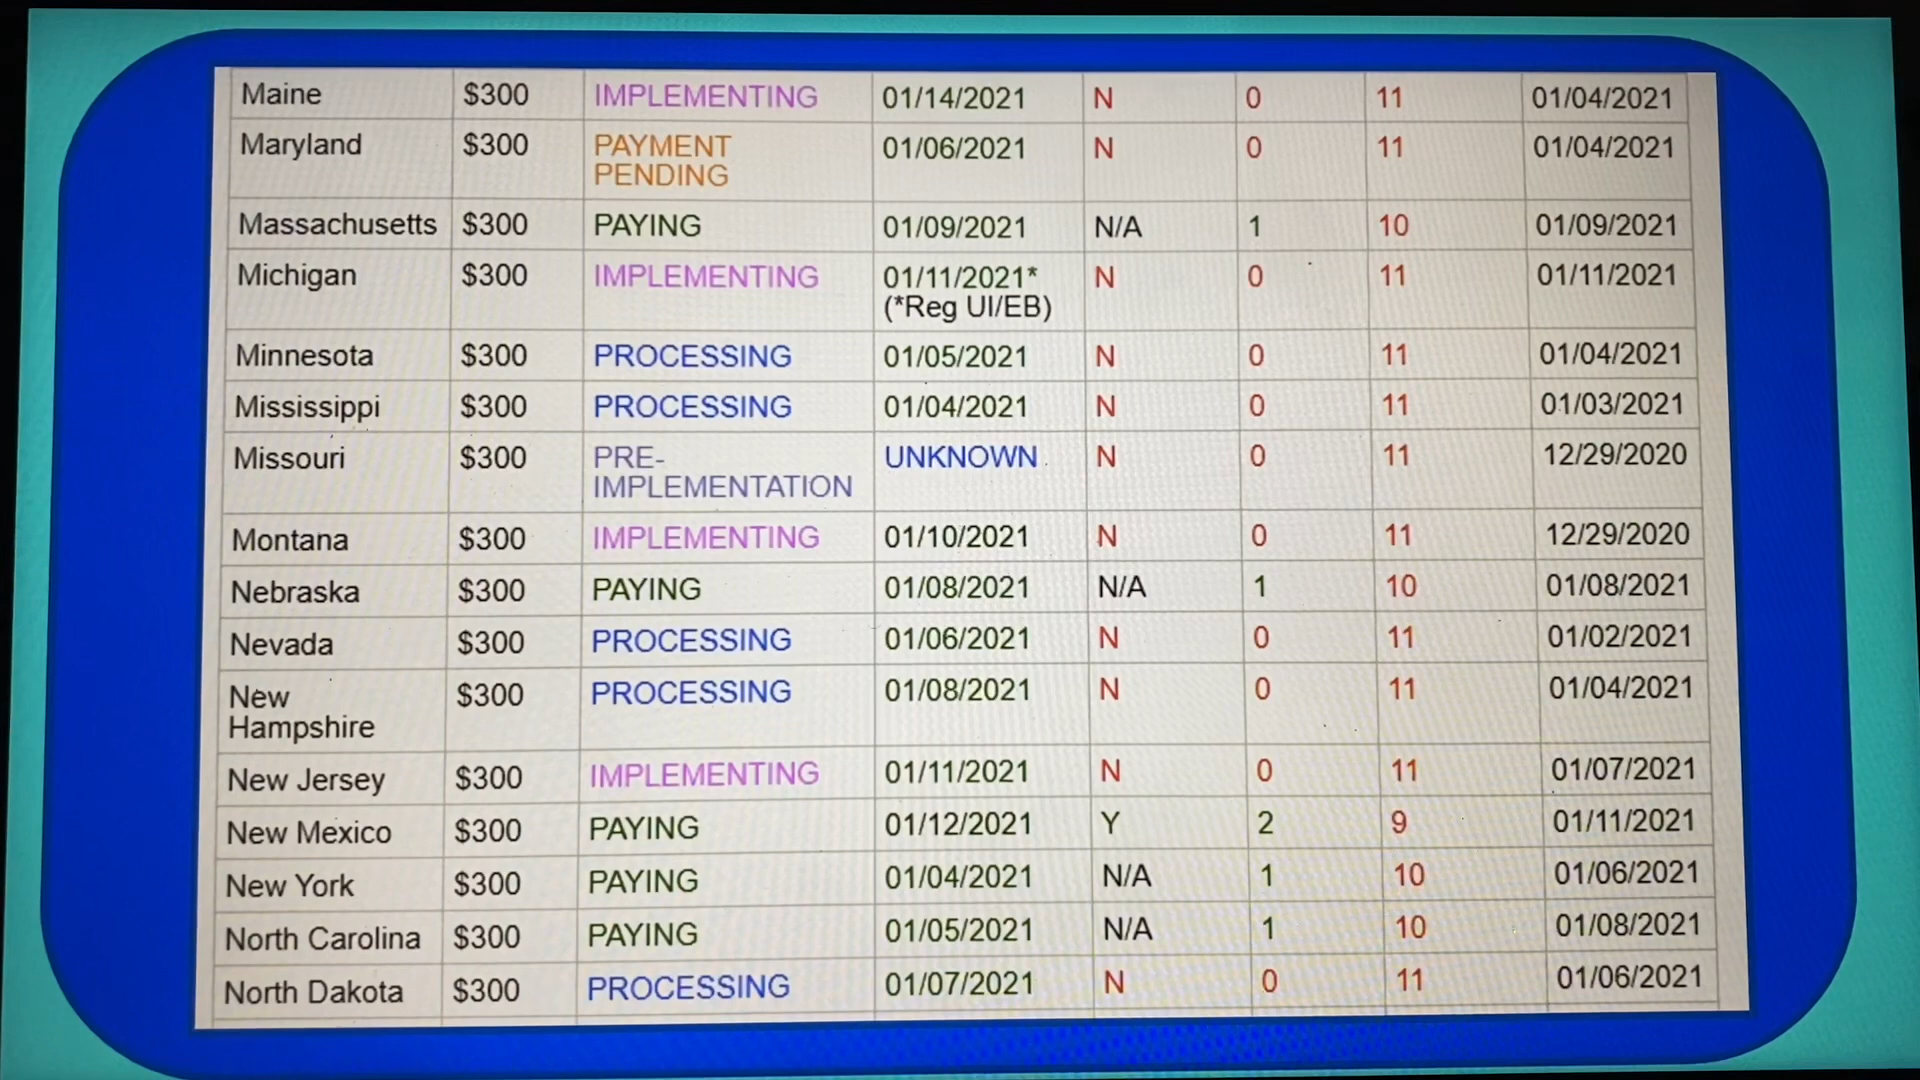 Maine $300 IMPLEMENTING 01/14/2021 N 0 11 01/04/2021
Maryland $300 PAYMENT 01/06/2021 N 0 11 01/04/2021
PENDING
Massachusetts $300 PAYING 01/09/2021 N/A 1 10 01/09/2021
Michigan $300 IMPLEMENTING 01/11/2021* N 0 11 01/11/2021
(*Reg UI/EB)
Minnesota $300 PROCESSING 01/05/2021 N 0 11 01/04/2021
Mississippi $300 PROCESSING 01/04/2021 N 0 11 01/03/2021
Missouri $300 PRE- UNKNOWN N 0 11 12/29/2020
IMPLEMENTATION
Montana $300 IMPLEMENTING 01/10/2021 N 0 11 12/29/2020
Nebraska $300 PAYING 01/08/2021 N/A 1 10 01/08/2021
Nevada $300 PROCESSING 01/06/2021 N 0 11 01/02/2021
New $300 PROCESSING 01/08/2021 N 0 11 01/04/2021
Hampshire
New Jersey $300 IMPLEMENTING 01/11/2021 N 0 11 01/07/2021
New Mexico $300 PAYING 01/12/2021 Y 2 9 01/11/2021
New York $300 PAYING 01/04/2021 N/A 1 10 01/06/2021
North Carolina $300 PAYING 01/05/2021 N/A 1 10 01/08/2021
North Dakota $300 PROCESSING 01/07/2021 N 0 11 01/06/2021